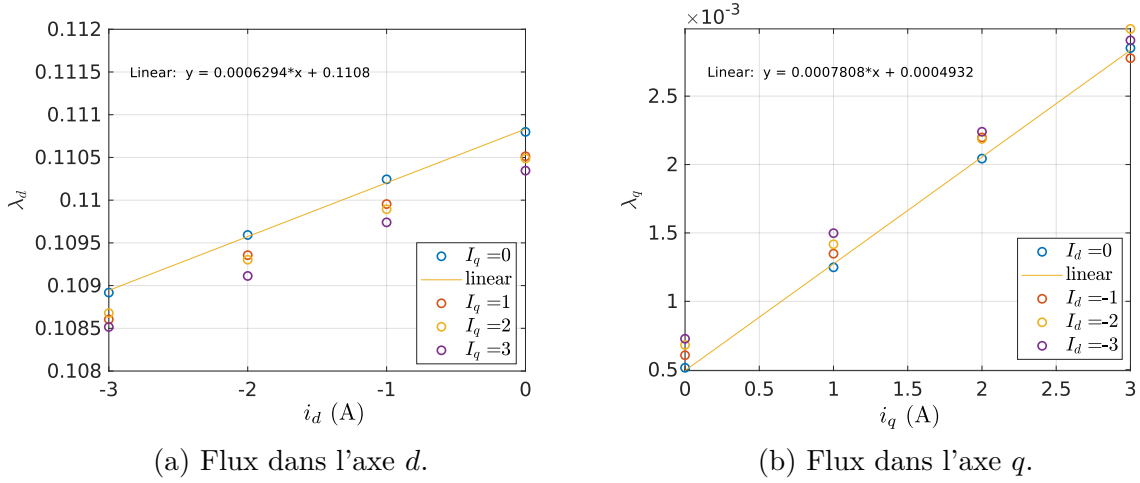 0.112
0.1115
0.111
0.1105
0.11
0.1095
0.109
0.1085
0.108
λ_d
Linear: y = 0.0006294*x + 0.1108
I_q =0
linear
I_q =1
I_q =2
I_q =3
-3 -2 -1 0
i_d (A)
(a) Flux dans l'axe d.
×10⁻³
2.5
2
1.5
1
0.5
λ_q
Linear: y = 0.0007808*x + 0.0004932
I_d =0
linear
I_d =-1
I_d =-2
I_d =-3
0 0.5 1 1.5 2 2.5 3
i_q (A)
(b) Flux dans l'axe q.